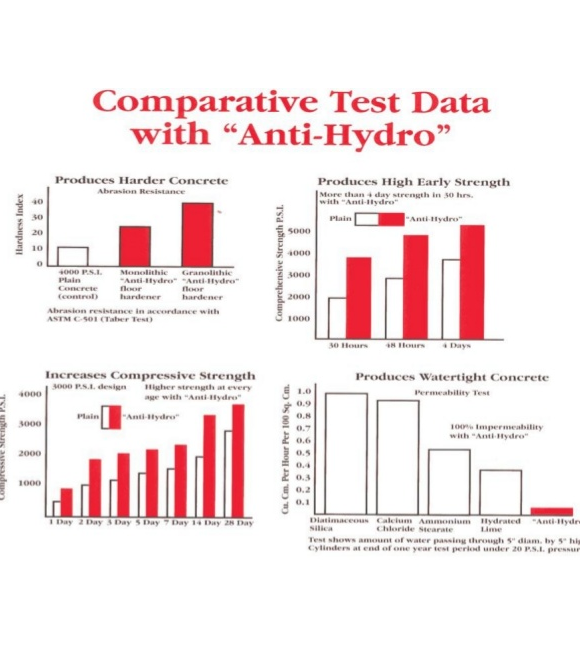 Comparative Test Data
with “Anti-Hydro”
Produces Harder Concrete
Abrasion Resistance
Hardness Index
40
30
20
10
0
4000 P.S.I.
Plain
Concrete
(control)
Monolithic
"Anti-Hydro"
floor
hardener
Granolithic
"Anti-Hydro"
floor
hardener
Abrasion resistance in accordance with
ASTM C-501 (Taber Test)
Produces High Early Strength
More than 4 day strength in 30 hrs.
with "Anti-Hydro"
Plain
"Anti-Hydro"
Comprehensive Strength P.S.I.
5000
4000
3000
2000
1000
30 Hours 48 Hours 4 Days
Increases Compressive Strength
3000 P.S.I. design
Higher strength at every
age with "Anti-Hydro"
Plain
"Anti-Hydro"
Compressive Strength P.S.I.
4000
3000
2000
1000
1 Day 2 Day 3 Day 5 Day 7 Day 14 Day 28 Day
Produces Watertight Concrete
Permeability Test
100% Impermeability
with "Anti-Hydro"
Cu. Cm. Per Hour Per 100 Sq. Cm.
1.0
0.9
0.8
0.7
0.6
0.5
0.4
0.3
0.2
0.1
Diatimaceous
Silica
Calcium
Chloride
Ammonium
Stearate
Hydrated
Lime
"Anti-Hydro
Test shows amount of water passing through 5" diam. by 5" hi
Cylinders at end of one year test period under 20 P.S.I. pressur